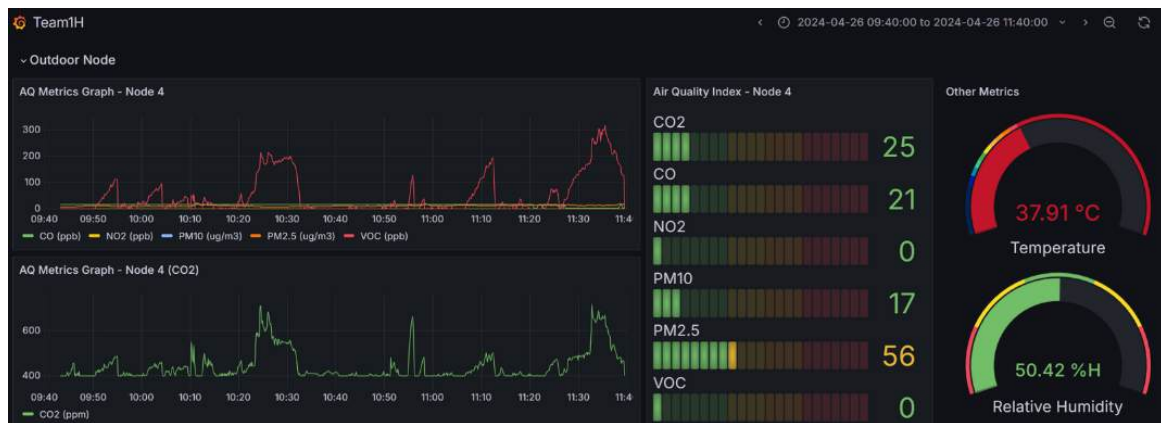 Team1H
2024-04-26 09:40:00 to 2024-04-26 11:40:00
Outdoor Node
AQ Metrics Graph - Node 4
300
200
100
0
09:40 09:50 10:00 10:10 10:20 10:30 10:40 10:50 11:00 11:10 11:20 11:30 11:4
CO (ppb) NO2 (ppb) PM10 (ug/m3) PM2.5 (ug/m3) VOC (ppb)
AQ Metrics Graph - Node 4 (CO2)
600
400
09:40 09:50 10:00 10:10 10:20 10:30 10:40 10:50 11:00 11:10 11:20 11:30 11:4
CO2 (ppm)
Air Quality Index - Node 4
CO2
25
CO
21
NO2
0
PM10
17
PM2.5
56
VOC
0
Other Metrics
37.91 °C
Temperature
50.42 %H
Relative Humidity